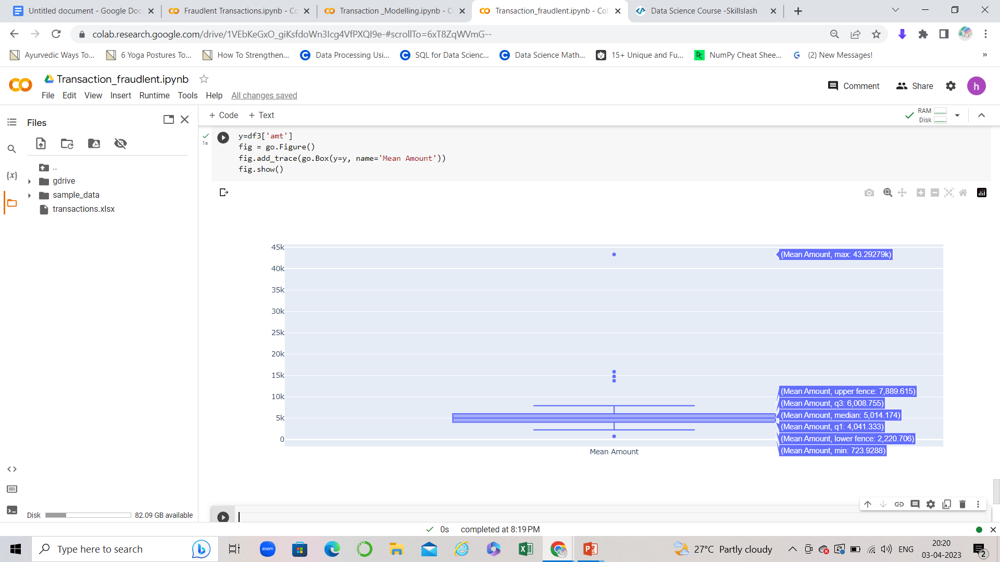 Untitled document - Google Doc
Fraudlent Transactions.ipynb - Co
Transaction _Modelling.ipynb - Co
Transaction_fraudlent.ipynb - Col
Data Science Course -Skillslash
colab.research.google.com/drive/1VEbKeGxO_giKsfdoWn3Icg4VfPXQI9e-#scrollTo=6xT8ZqWVmG--
Ayurvedic Ways To...
6 Yoga Postures To...
How To Strengthen...
Data Processing Usi...
SQL for Data Scienc...
Data Science Math...
15+ Unique and Fu...
NumPy Cheat Shee...
(2) New Messages!
»
Transaction_fraudlent.ipynb
Comment
Share
h
File Edit View Insert Runtime Tools Help All changes saved
Files
+ Code + Text
RAM
Disk
..
gdrive
sample_data
transactions.xlsx
{x}
1s
y=df3['amt']
fig = go.Figure()
fig.add_trace(go.Box(y=y, name='Mean Amount'))
fig.show()
45k
40k
35k
30k
25k
20k
15k
10k
5k
0
(Mean Amount, max: 43.29279k)
(Mean Amount, upper fence: 7,889.615)
(Mean Amount, q3: 6,008.755)
(Mean Amount, median: 5,014.174)
(Mean Amount, q1: 4,041.333)
(Mean Amount, lower fence: 2,220.706)
(Mean Amount, min: 723.9288)
Mean Amount
Disk 82.09 GB available
0s completed at 8:19 PM
Type here to search
zoom
27°C Partly cloudy
ENG
20:20
03-04-2023
2